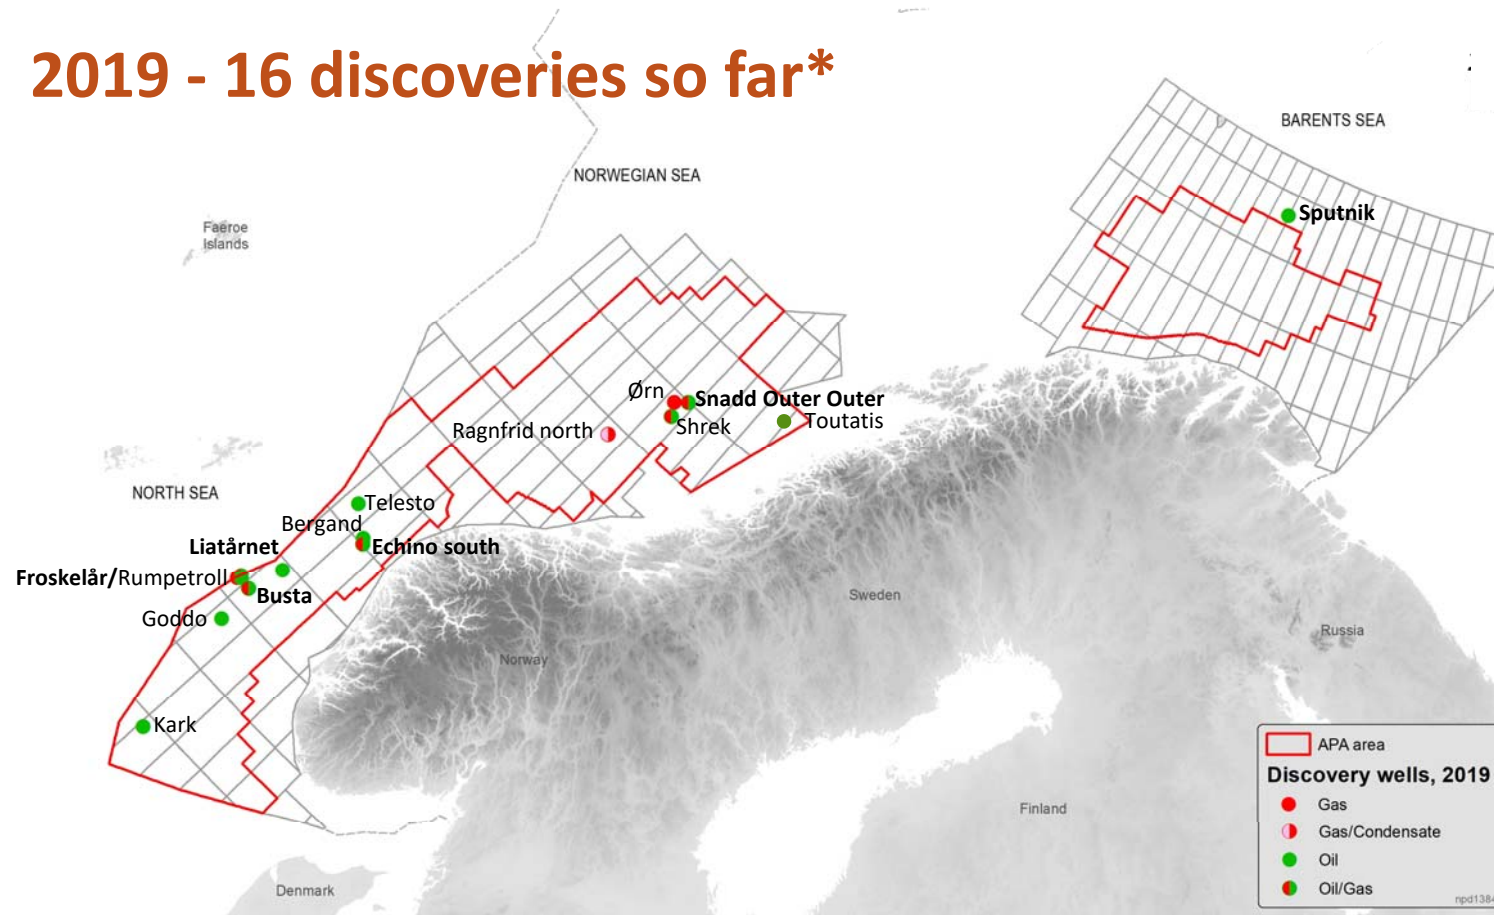 2019 - 16 discoveries so far*
BARENTS SEA
NORWEGIAN SEA
Sputnik
Faeroe
Islands
Ørn
Snadd Outer Outer
Toutatis
Shrek
Ragnfrid north
NORTH SEA
Telesto
Bergand
Liatårnet
Echino south
Froskelår/Rumpetroll
Busta
Goddo
Sweden
Russia
Norway
Kark
APA area
Discovery wells, 2019
Gas
Gas/Condensate
Oil
Oil/Gas
Finland
Denmark